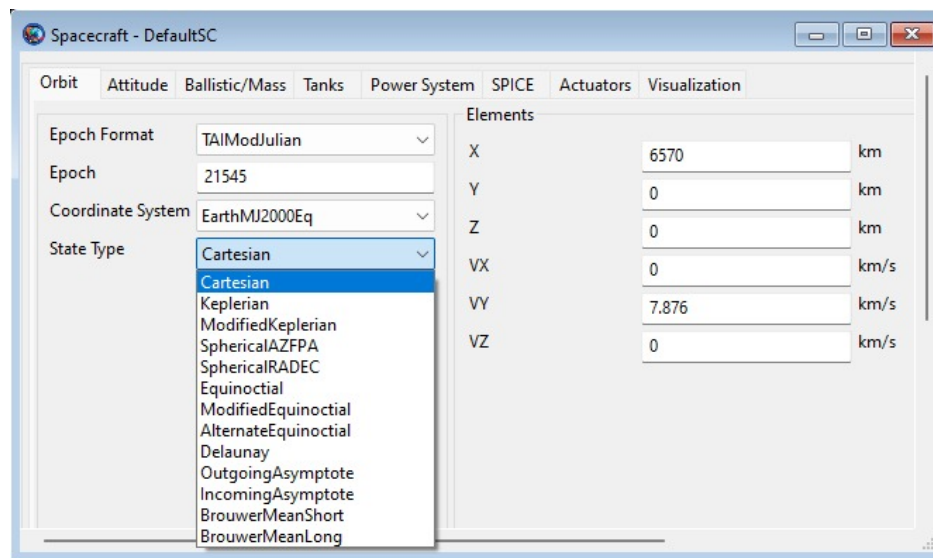 Spacecraft - DefaultSC
Orbit Attitude Ballistic/Mass Tanks Power System SPICE Actuators Visualization
Epoch Format TAIModJulian
Epoch 21545
Coordinate System EarthMJ2000Eq
State Type Cartesian
Cartesian
Keplerian
ModifiedKeplerian
SphericalAZFPA
SphericalRADEC
Equinoctial
ModifiedEquinoctial
AlternateEquinoctial
Delaunay
OutgoingAsymptote
IncomingAsymptote
BrouwerMeanShort
BrouwerMeanLong
Elements
X 6570 km
Y 0 km
Z 0 km
VX 0 km/s
VY 7.876 km/s
VZ 0 km/s